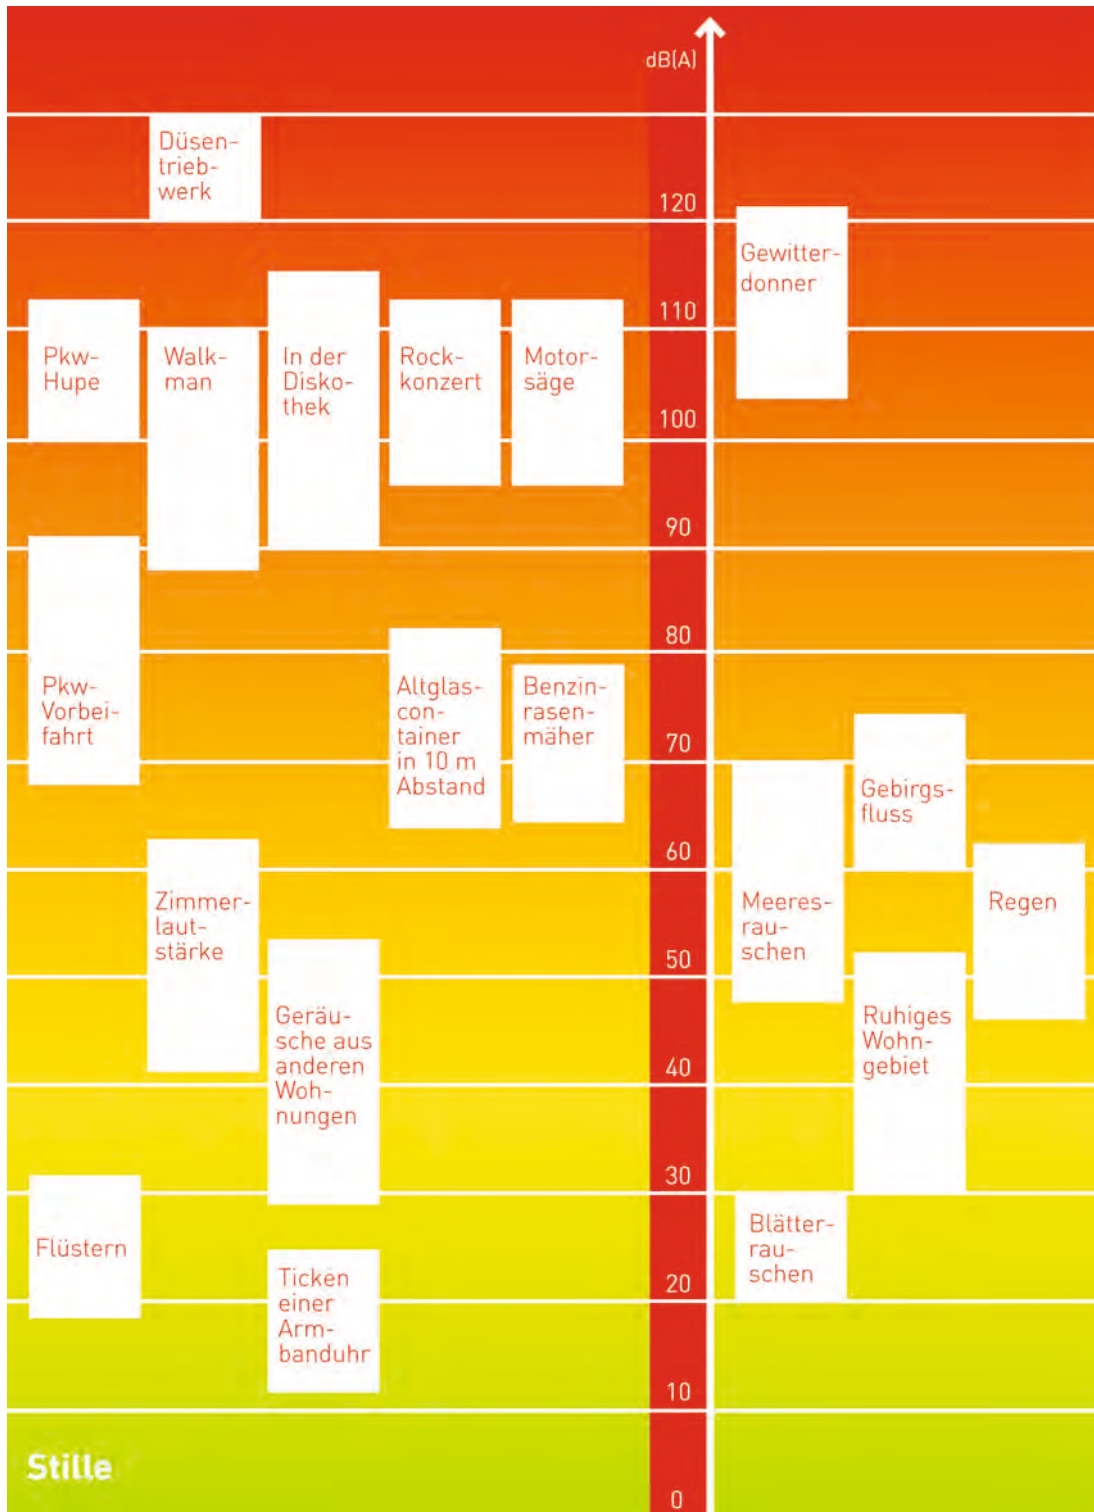 dB(A)
Düsen-
trieb-
werk
120
Gewitter-
donner
110
Pkw-
Hupe
Walk-
man
In der
Disko-
thek
Rock-
konzert
Motor-
säge
100
90
80
Pkw-
Vorbei-
fahrt
Altglas-
con-
tainer
in 10 m
Abstand
Benzin-
rasen-
mäher
70
Gebirgs-
fluss
60
Zimmer-
laut-
stärke
Meeres-
rau-
schen
Regen
50
Geräu-
sche aus
anderen
Woh-
nungen
Ruhiges
Wohn-
gebiet
40
30
Flüstern
Blätter-
rau-
schen
20
Ticken
einer
Arm-
banduhr
10
Stille
0